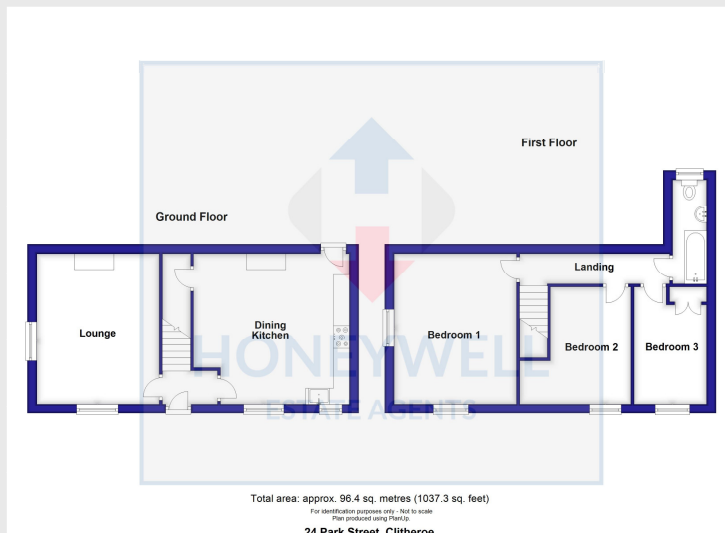 First Floor
Ground Floor
Landing
Lounge
Dining
Kitchen
Bedroom 1
Bedroom 2
Bedroom 3
HONEYWELL
ESTATE AGENTS
Total area: approx. 96.4 sq. metres (1037.3 sq. feet)
For identification purposes only - Not to scale
Plan produced using PlanUp.
24 Park Street, Clitheroe